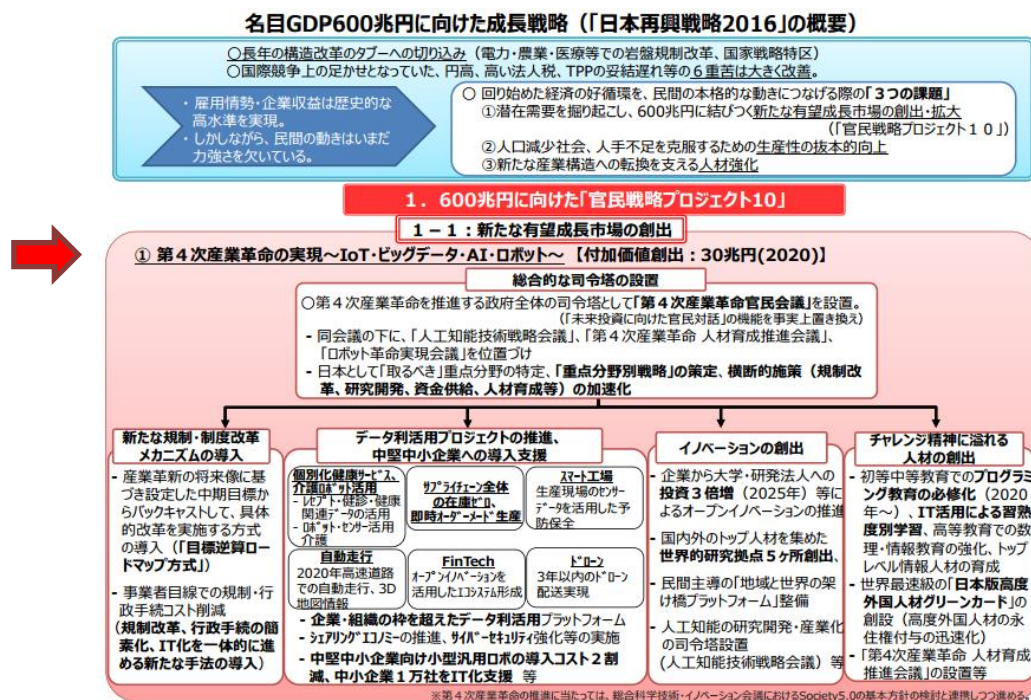 名目GDP600兆円に向けた成長戦略（「日本再興戦略2016」の概要）
○長年の構造改革のタブーへの切り込み（電力・農業・医療等での岩盤規制改革、国家戦略特区）
○国際競争上の足かせとなっていた、円高、高い法人税、TPPの妥結遅れ等の６重苦は大きく改善。
・雇用情勢・企業収益は歴史的な
高水準を実現。
・しかしながら、民間の動きはいまだ
力強さを欠いている。
○ 回り始めた経済の好循環を、民間の本格的な動きにつなげる際の「３つの課題」
①潜在需要を掘り起こし、600兆円に結びつく新たな有望成長市場の創出・拡大
（「官民戦略プロジェクト１０」）
②人口減少社会、人手不足を克服するための生産性の抜本的向上
③新たな産業構造への転換を支える人材強化
１．600兆円に向けた「官民戦略プロジェクト10」
１－１：新たな有望成長市場の創出
① 第４次産業革命の実現～IoT・ビッグデータ・AI・ロボット～ 【付加価値創出：30兆円(2020)】
総合的な司令塔の設置
○第４次産業革命を推進する政府全体の司令塔として「第４次産業革命官民会議」を設置。
（「未来投資に向けた官民対話」の機能を事実上置き換え）
- 同会議の下に、「人工知能技術戦略会議」、「第４次産業革命 人材育成推進会議」、
「ロボット革命実現会議」を位置づけ
- 日本として「取るべき」重点分野の特定、「重点分野別戦略」の策定、横断的施策（規制改
革、研究開発、資金供給、人材育成等）の加速化
新たな規制・制度改革
メカニズムの導入
- 産業革新の将来像に基
づき設定した中期目標か
らバックキャストして、具体
的改革を実施する方式
の導入（「目標逆算ロー
ドマップ方式」）
- 事業者目線での規制・行
政手続コスト削減
（規制改革、行政手続の簡
素化、IT化を一体的に進め
る新たな手法の導入）
データ利活用プロジェクトの推進、
中堅中小企業への導入支援
個別化健康サービス、
介護ロボット活用
- レセプト・健診・健康
関連データの活用
- ロボット・センサー活用
介護
サプライチェーン全体
の在庫ゼロ、
即時オーダーメード生産
スマート工場
生産現場のセンサー
データを活用した予
防保全
自動走行
2020年高速道路
での自動走行、3D
地図情報
FinTech
オープンイノベーションを
活用したエコシステム形成
ドローン
3年以内のドローン
配送実現
- 企業・組織の枠を超えたデータ利活用プラットフォーム
- シェアリングエコノミーの推進、サイバーセキュリティ強化等の実施
- 中堅中小企業向け小型汎用ロボの導入コスト２割
減、中小企業１万社をIT化支援 等
イノベーションの創出
- 企業から大学・研発法人への
投資３倍増（2025年）等に
よるオープンイノベーションの推進
- 国内外のトップ人材を集めた
世界的研究拠点５ヶ所創出、
- 民間主導の「地域と世界の架
け橋プラットフォーム」整備
- 人工知能の研究開発・産業化
の司令塔設置
(人工知能技術戦略会議) 等
チャレンジ精神に溢れる
人材の創出
- 初等中等教育でのプログラミ
ング教育の必修化（2020
年～）、IT活用による習熟
度別学習、高等教育での数
理・情報教育の強化、トップ
レベル情報人材の育成
- 世界最速級の「日本版高度
外国人材グリーンカード」の
創設（高度外国人材の永
住権付与の迅速化）
- 「第4次産業革命 人材育成
推進会議」の設置等
※第４次産業革命の推進に当たっては、総合科学技術・イノベーション会議におけるSociety5.0の基本方針の検討と連携しつつ進める。